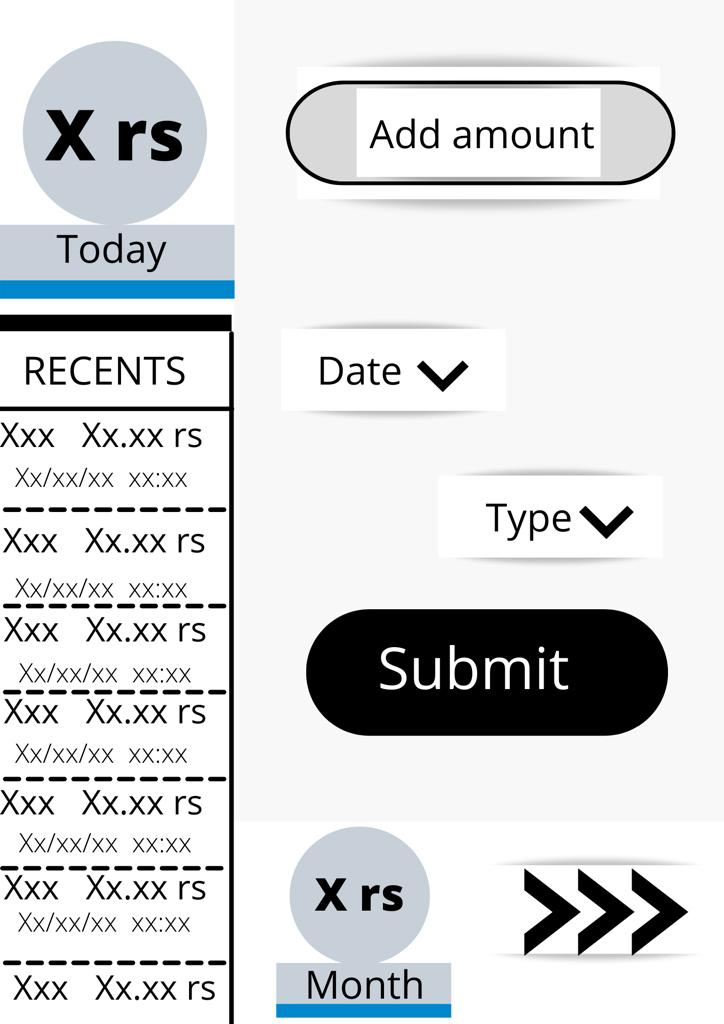 X rs
Today
RECENTS
Xxx Xx.xx rs
Xx/xx/xx xx:xx
Xxx Xx.xx rs
Xx/xx/xx xx:xx
Xxx Xx.xx rs
Xx/xx/xx xx:xx
Xxx Xx.xx rs
Xx/xx/xx xx:xx
Xxx Xx.xx rs
Xx/xx/xx xx:xx
Xxx Xx.xx rs
Xx/xx/xx xx:xx
Xxx Xx.xx rs
Add amount
Date
Type
Submit
X rs
Month